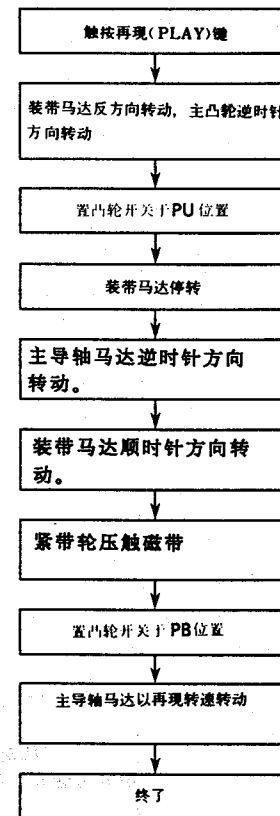 触按再现(PLAY)键
装带马达反方向转动, 主凸轮逆时针
方向转动
置凸轮开关于PU位置
装带马达停转
主导轴马达逆时针方向
转动。
装带马达顺时针方向转
动。
紧带轮压触磁带
置凸轮开关于PB位置
主导轴马达以再现转速转动
终了